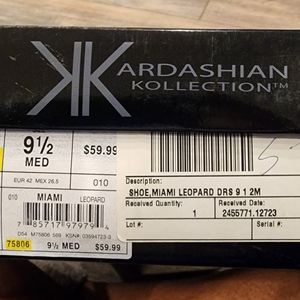 KARDASHIAN
KOLLECTION™
9½ $59.99
MED
EUR 42 MEX 26.5 010
010 MIAMI LEOPARD
7 85717 97979 4
D54 M75806 569 KSN#: 03594723-3
75806 9½ MED $59.99
Description:
SHOE,MIAMI LEOPARD DRS 9 1 2M
Received Quantity: Received Date:
1 2455771.12723
Lot #: Serial #: